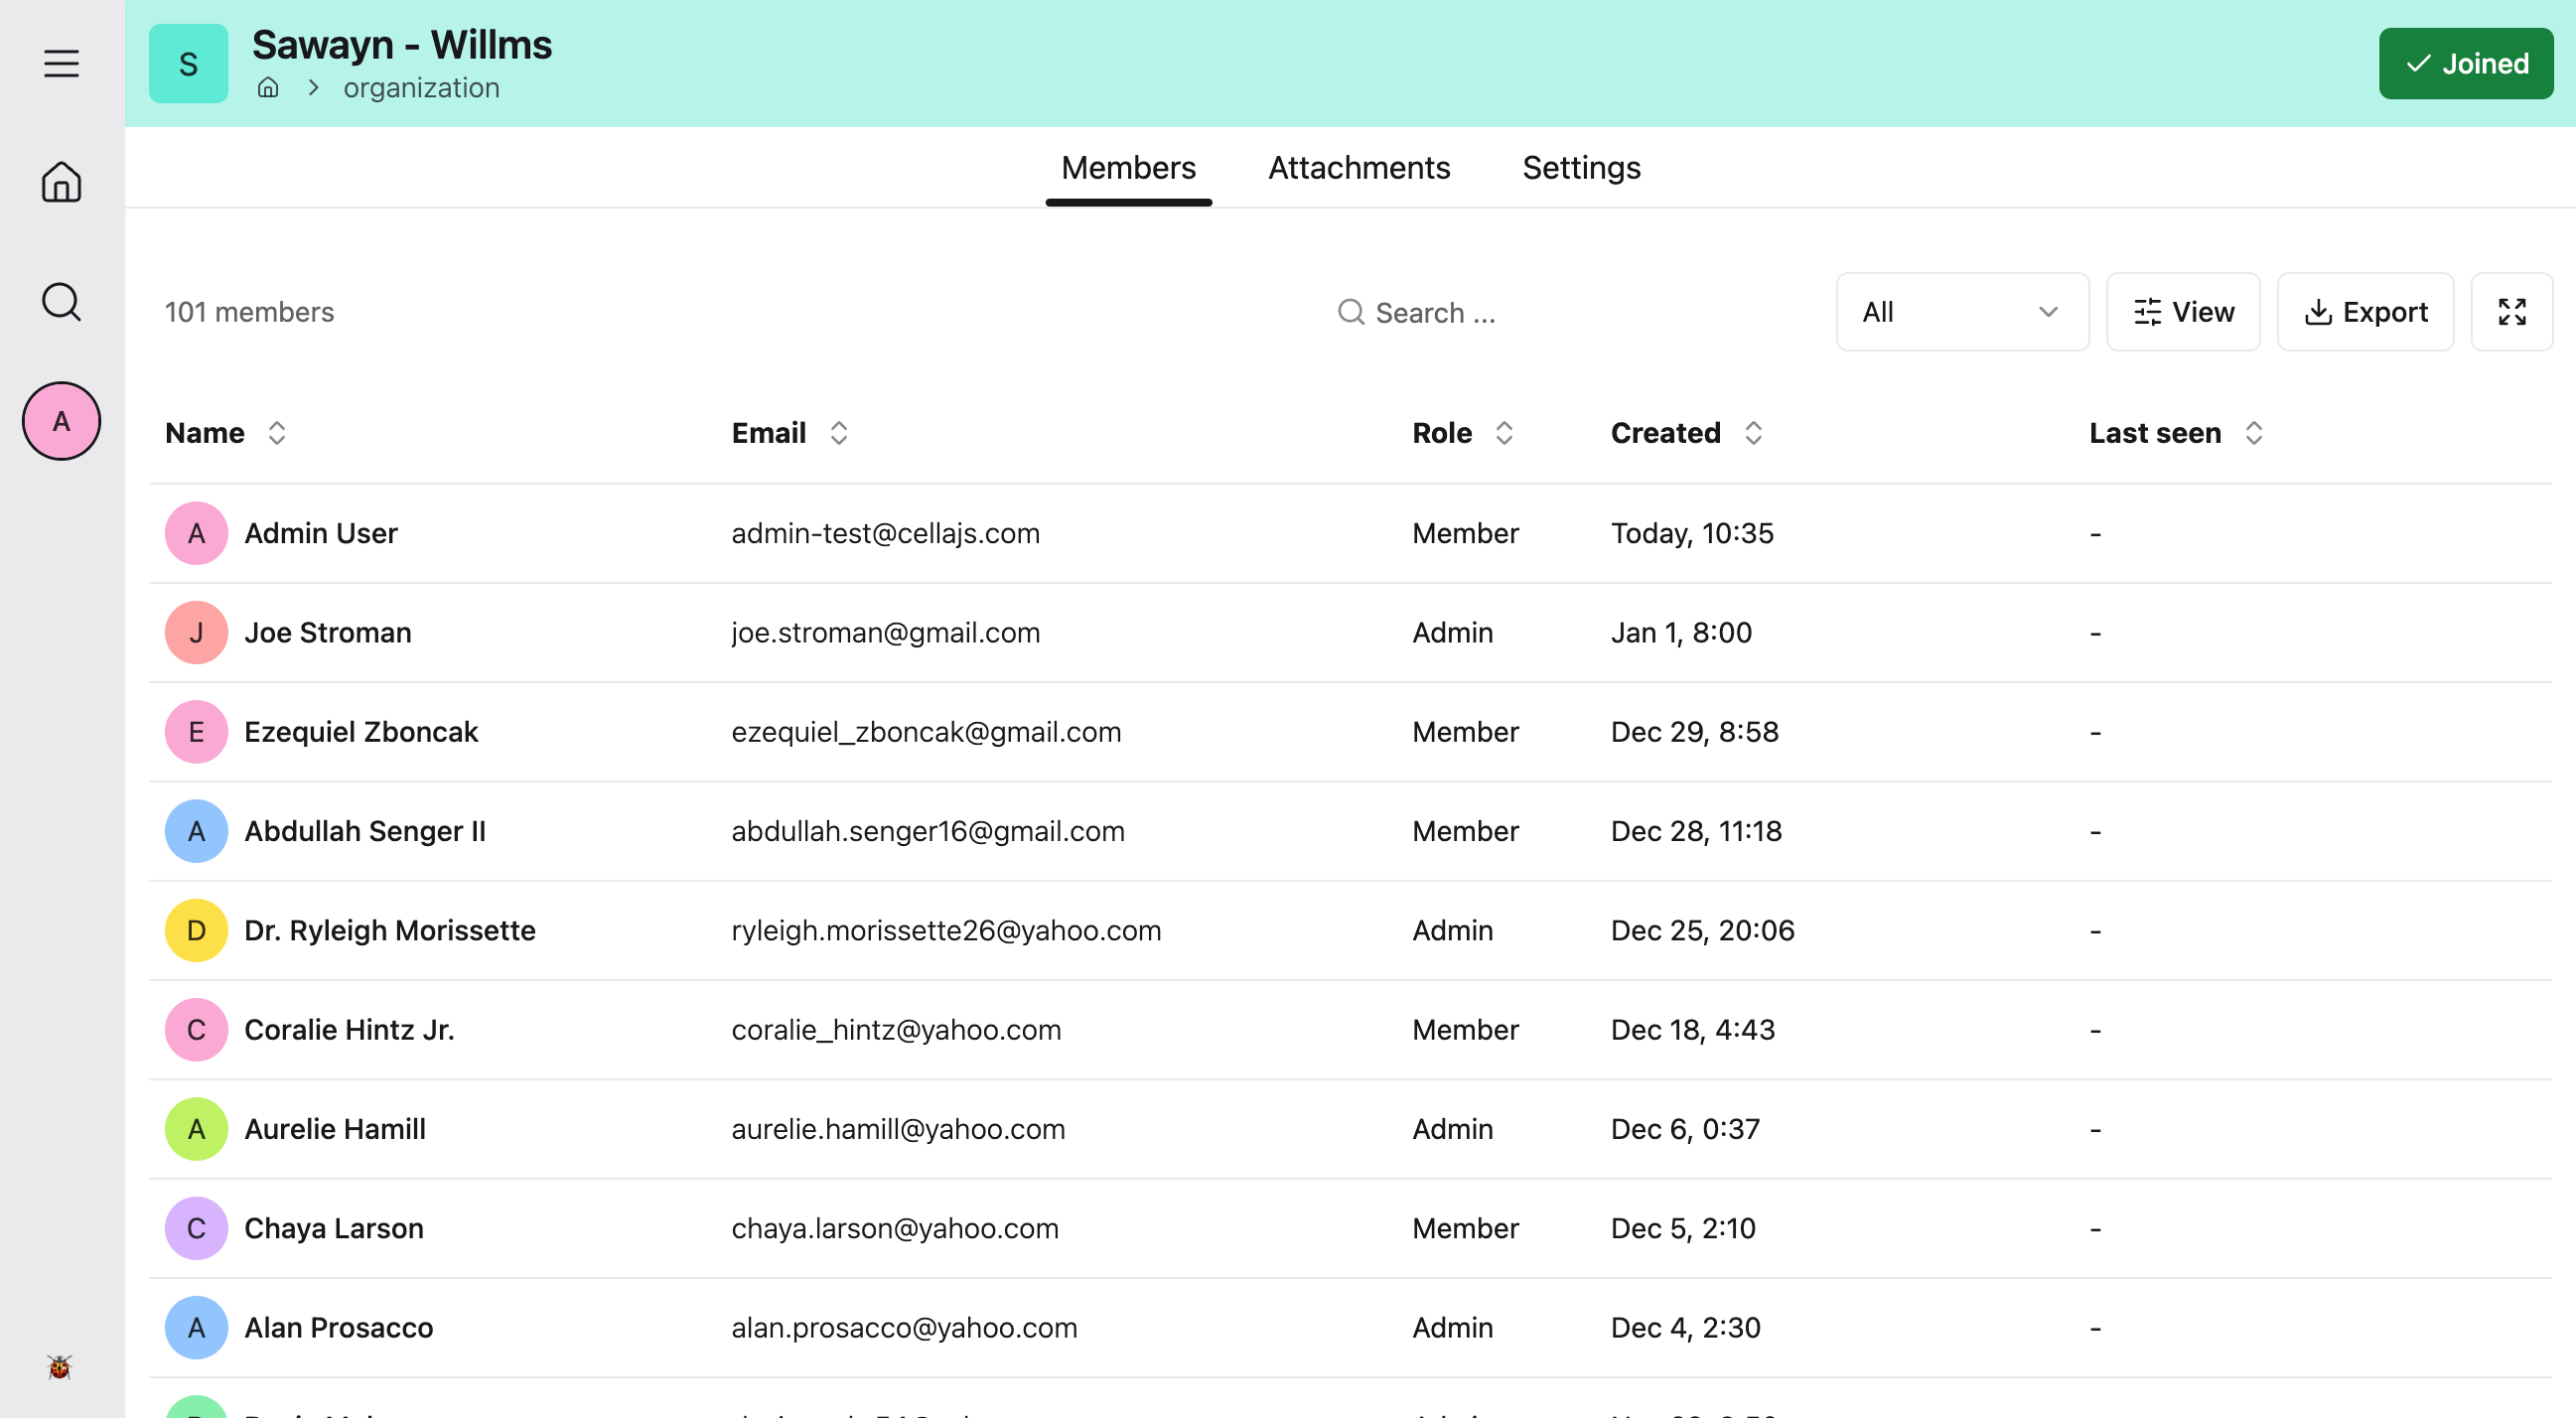 S
Sawayn - Willms
organization
Joined
Members Attachments Settings
101 members Search ... All View Export
A
Name Email Role Created Last seen
A Admin User admin-test@cellajs.com Member Today, 10:35 -
J Joe Stroman joe.stroman@gmail.com Admin Jan 1, 8:00 -
E Ezequiel Zboncak ezequiel_zboncak@gmail.com Member Dec 29, 8:58 -
A Abdullah Senger II abdullah.senger16@gmail.com Member Dec 28, 11:18 -
D Dr. Ryleigh Morissette ryleigh.morissette26@yahoo.com Admin Dec 25, 20:06 -
C Coralie Hintz Jr. coralie_hintz@yahoo.com Member Dec 18, 4:43 -
A Aurelie Hamill aurelie.hamill@yahoo.com Admin Dec 6, 0:37 -
C Chaya Larson chaya.larson@yahoo.com Member Dec 5, 2:10 -
A Alan Prosacco alan.prosacco@yahoo.com Admin Dec 4, 2:30 -